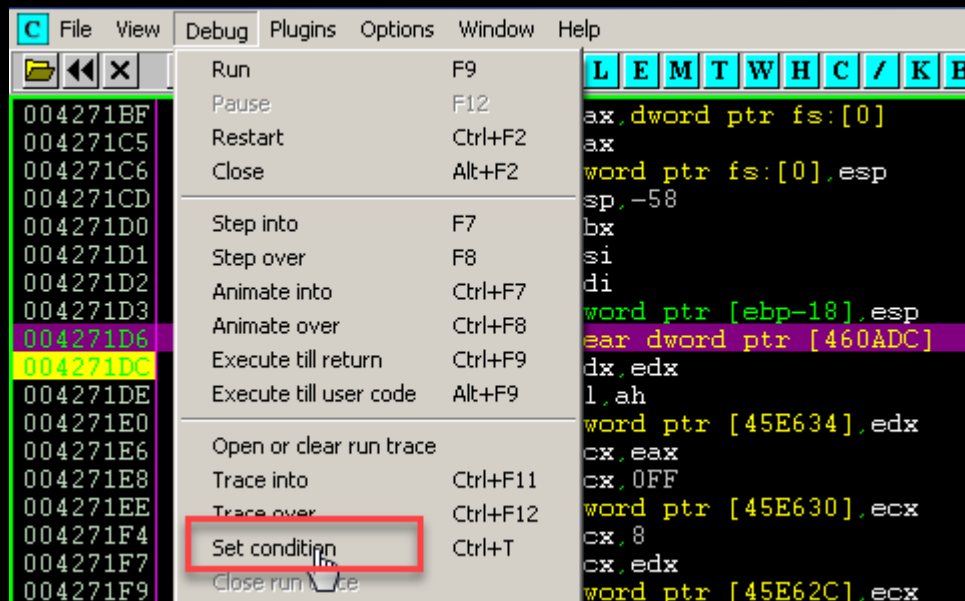 C File View Debug Plugins Options Window Help
L E M T W H C / K B
Run F9
Pause F12
Restart Ctrl+F2
Close Alt+F2
Step into F7
Step over F8
Animate into Ctrl+F7
Animate over Ctrl+F8
Execute till return Ctrl+F9
Execute till user code Alt+F9
Open or clear run trace
Trace into Ctrl+F11
Trace over Ctrl+F12
Set condition Ctrl+T
Close run trace
004271BF ax,dword ptr fs:[0]
004271C5 ax
004271C6 word ptr fs:[0],esp
004271CD sp,-58
004271D0 bx
004271D1 si
004271D2 di
004271D3 word ptr [ebp-18],esp
004271D6 ear dword ptr [460ADC]
004271DC dx,edx
004271DE l,ah
004271E0 word ptr [45E634],edx
004271E6 cx,eax
004271E8 cx,0FF
004271EE word ptr [45E630],ecx
004271F4 cx,8
004271F7 cx,edx
004271F9 word ptr [45E62C],ecx